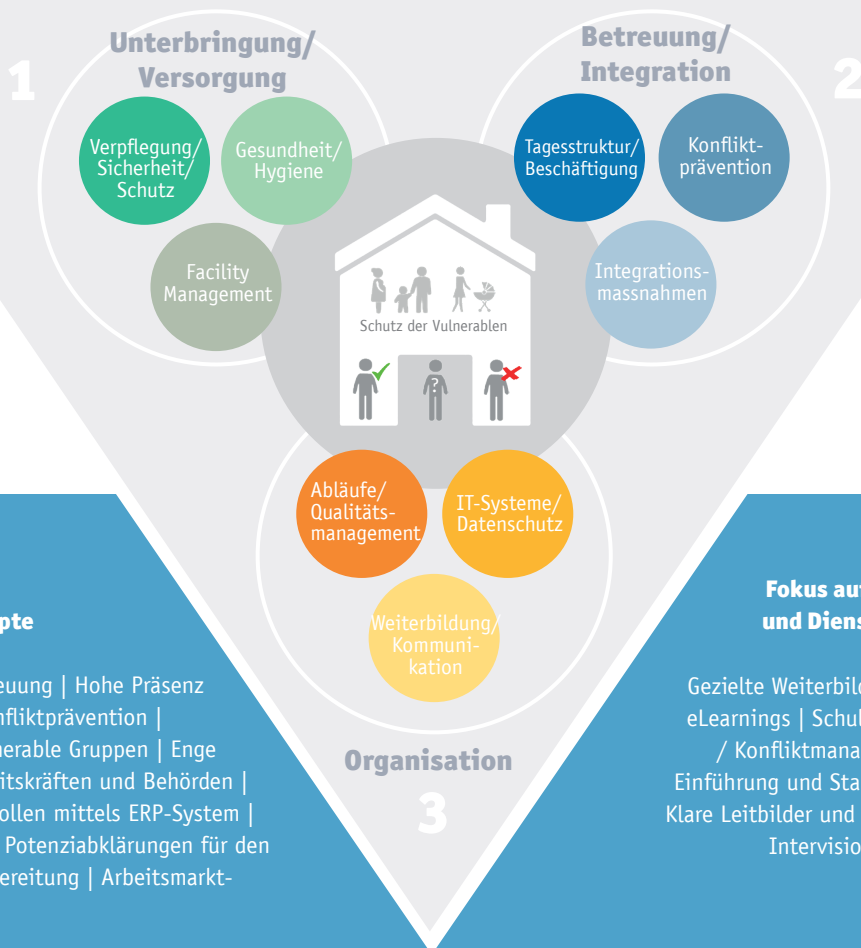 1
Unterbringung/
Versorgung
Verpflegung/
Sicherheit/
Schutz
Gesundheit/
Hygiene
Facility
Management
2
Betreuung/
Integration
Tagesstruktur/
Beschäftigung
Konflikt-
prävention
Integrations-
massnahmen
Schutz der Vulnerablen
?
Abläufe/
Qualitäts-
management
IT-Systeme/
Datenschutz
Weiterbildung/
Kommuni-
kation
Organisation
3
pte
euung | Hohe Präsenz
nfliktprävention |
nerable Gruppen | Enge
itskräften und Behörden |
ollen mittels ERP-System |
Potenziabklärungen für den
ereitung | Arbeitsmarkt-
Fokus auf
und Diens
Gezielte Weiterbild
eLearnings | Schul
/ Konfliktmana
Einführung und Sta
Klare Leitbilder und
Intervisio